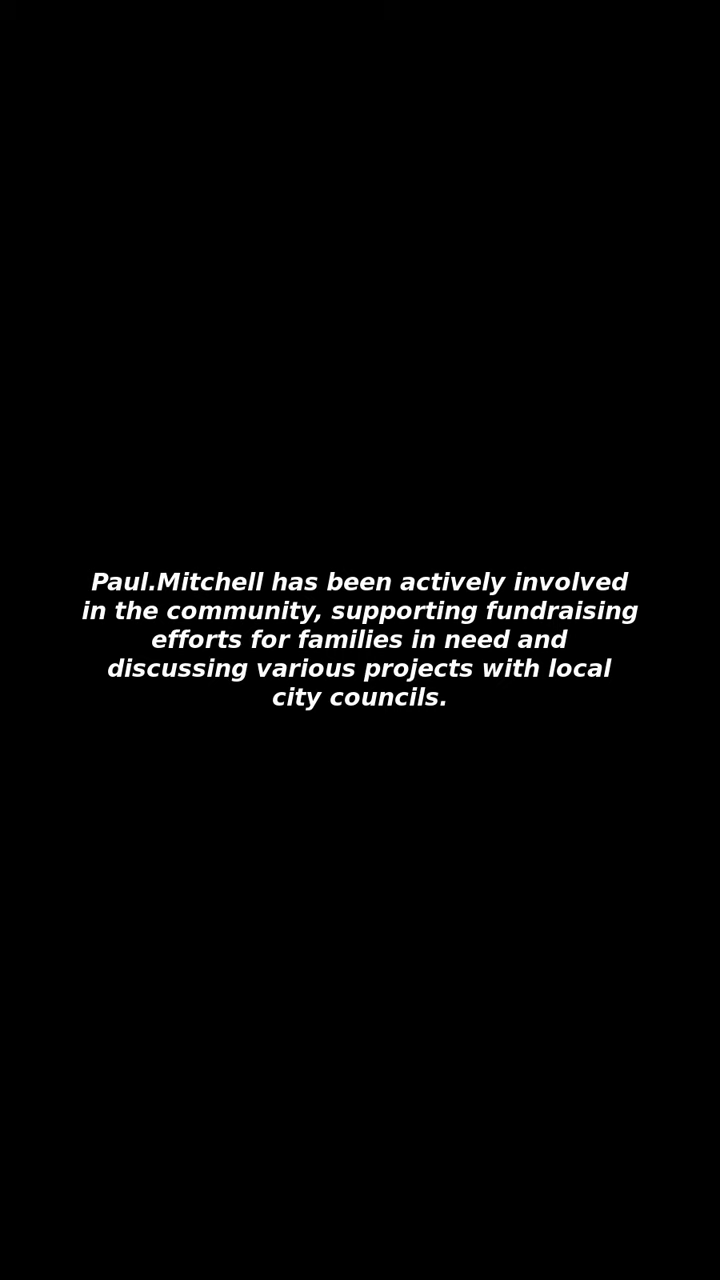 Paul.Mitchell has been actively involved
in the community, supporting fundraising
efforts for families in need and
discussing various projects with local
city councils.